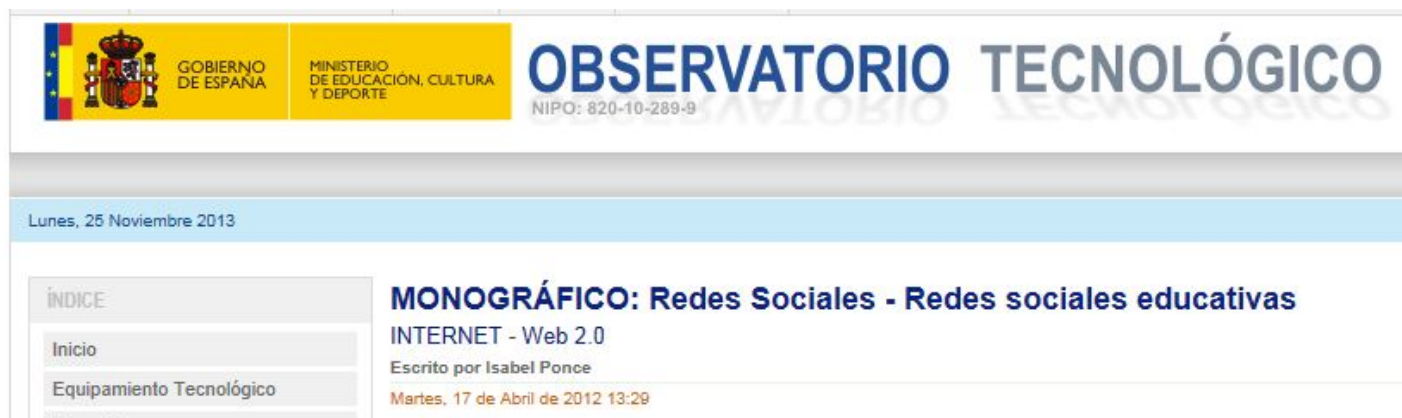 GOBIERNO
DE ESPAÑA
MINISTERIO
DE EDUCACIÓN, CULTURA
Y DEPORTE
OBSERVATORIO TECNOLÓGICO
NIPO: 820-10-289-9
Lunes, 25 Noviembre 2013
ÍNDICE
Inicio
Equipamiento Tecnológico
MONOGRÁFICO: Redes Sociales - Redes sociales educativas
INTERNET - Web 2.0
Escrito por Isabel Ponce
Martes, 17 de Abril de 2012 13:29